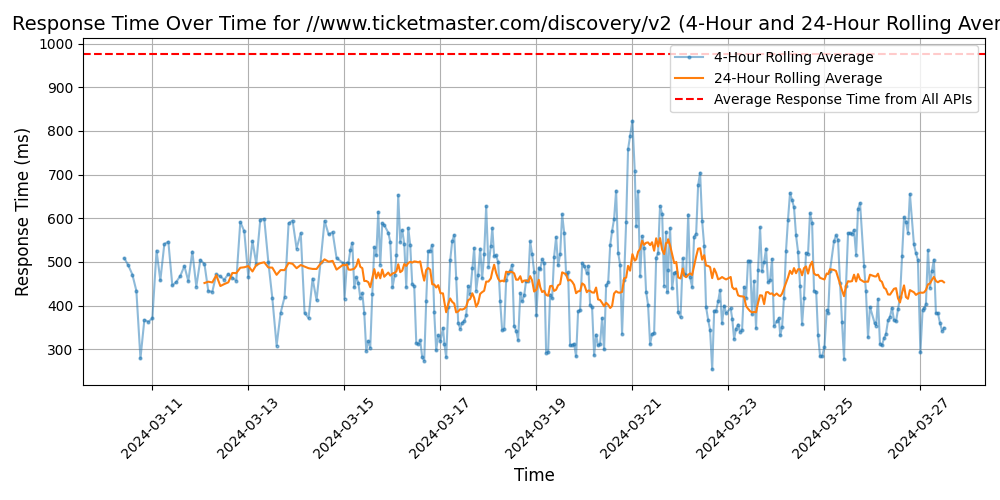 Response Time Over Time for //www.ticketmaster.com/discovery/v2 (4-Hour and 24-Hour Rolling Aver
Response Time (ms)
1000
900
800
700
600
500
400
300
4-Hour Rolling Average
24-Hour Rolling Average
Average Response Time from All APIs
2024-03-11
2024-03-13
2024-03-15
2024-03-17
2024-03-19
2024-03-21
2024-03-23
2024-03-25
2024-03-27
Time